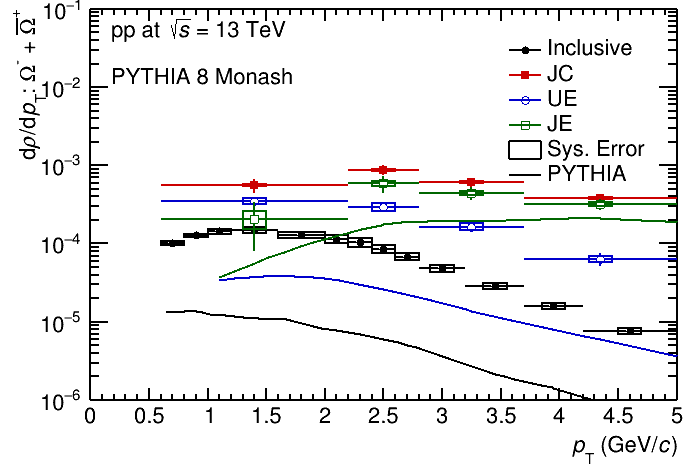 pp at √s = 13 TeV
PYTHIA 8 Monash
Inclusive
JC
UE
JE
Sys. Error
PYTHIA
dρ/dp_T: Ω⁻ + Ω̅⁺
10⁻¹
10⁻²
10⁻³
10⁻⁴
10⁻⁵
10⁻⁶
0 0.5 1 1.5 2 2.5 3 3.5 4 4.5 5
p_T (GeV/c)